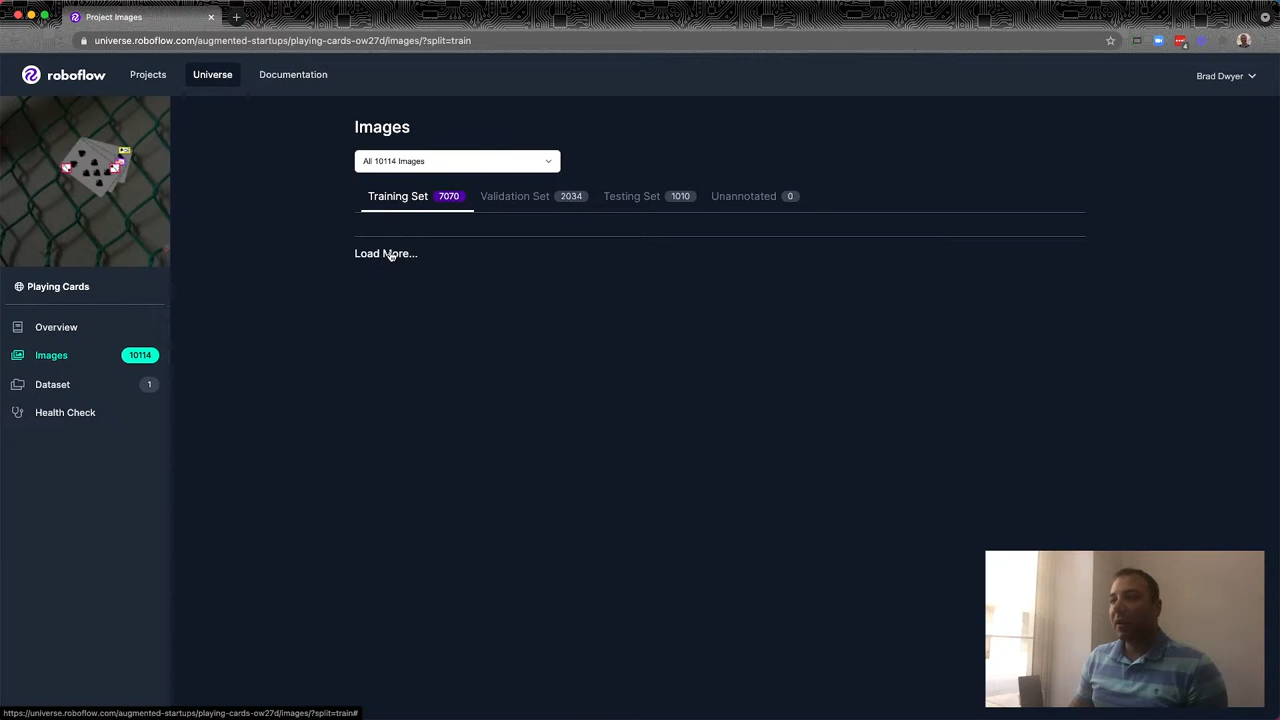 Project Images
universe.roboflow.com/augmented-startups/playing-cards-ow27d/images/?split=train
roboflow Projects Universe Documentation Brad Dwyer
Images
All 10114 Images
Training Set 7070 Validation Set 2034 Testing Set 1010 Unannotated 0
Load More...
Playing Cards
Overview
Images 10114
Dataset 1
Health Check
https://universe.roboflow.com/augmented-startups/playing-cards-ow27d/images/?split=train#